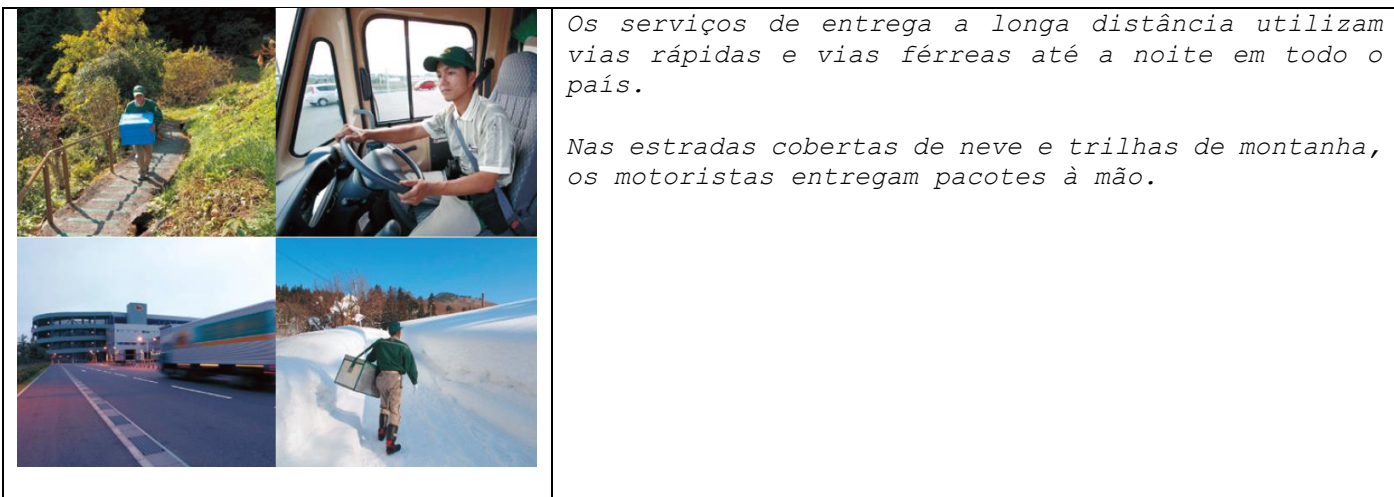 Os serviços de entrega a longa distância utilizam
vias rápidas e vias férreas até a noite em todo o
país.
Nas estradas cobertas de neve e trilhas de montanha,
os motoristas entregam pacotes à mão.